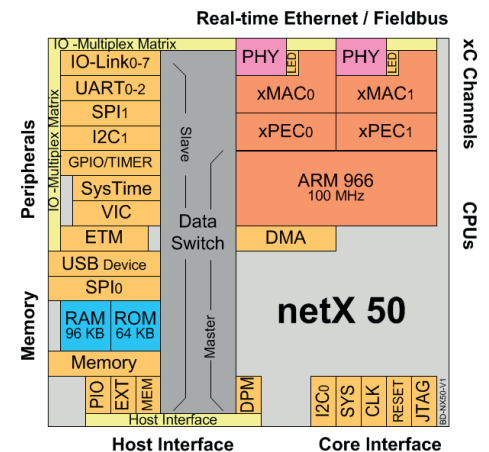 Real-time Ethernet / Fieldbus
IO -Multiplex Matrix
PHY
LED
PHY
LED
xC Channels
IO-Link0-7
xMAC0
xMAC1
UART0-2
SPI1
xPEC0
xPEC1
I2C1
IO -Multiplex Matrix
Peripherals
Slave
GPIO/TIMER
ARM 966
100 MHz
SysTime
VIC
CPUs
Data
Switch
ETM
DMA
USB Device
SPI0
netX 50
Memory
RAM
96 KB
ROM
64 KB
Master
Memory
PIO
EXT
MEM
DPM
I2C0
SYS
CLK
RESET
JTAG
BD-NX50-V1
Host Interface
Host Interface
Core Interface